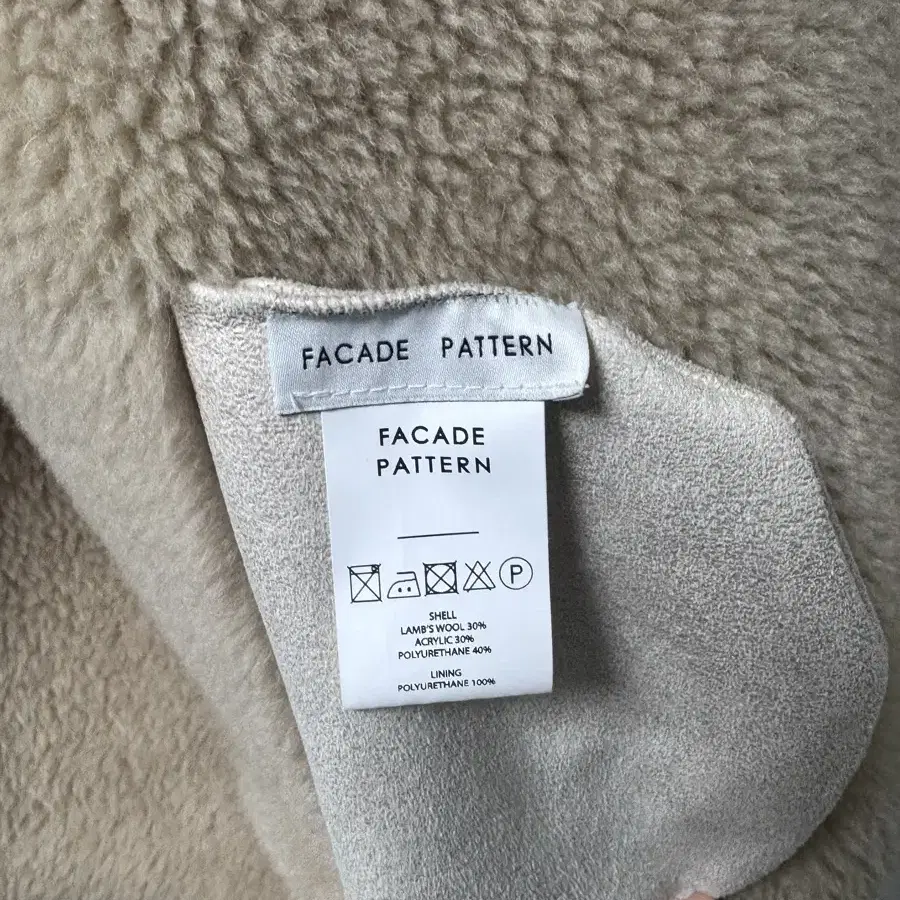 FACADE PATTERN
FACADE
PATTERN
P
SHELL
LAMB'S WOOL 30%
ACRYLIC 30%
POLYURETHANE 40%
LINING
POLYURETHANE 100%